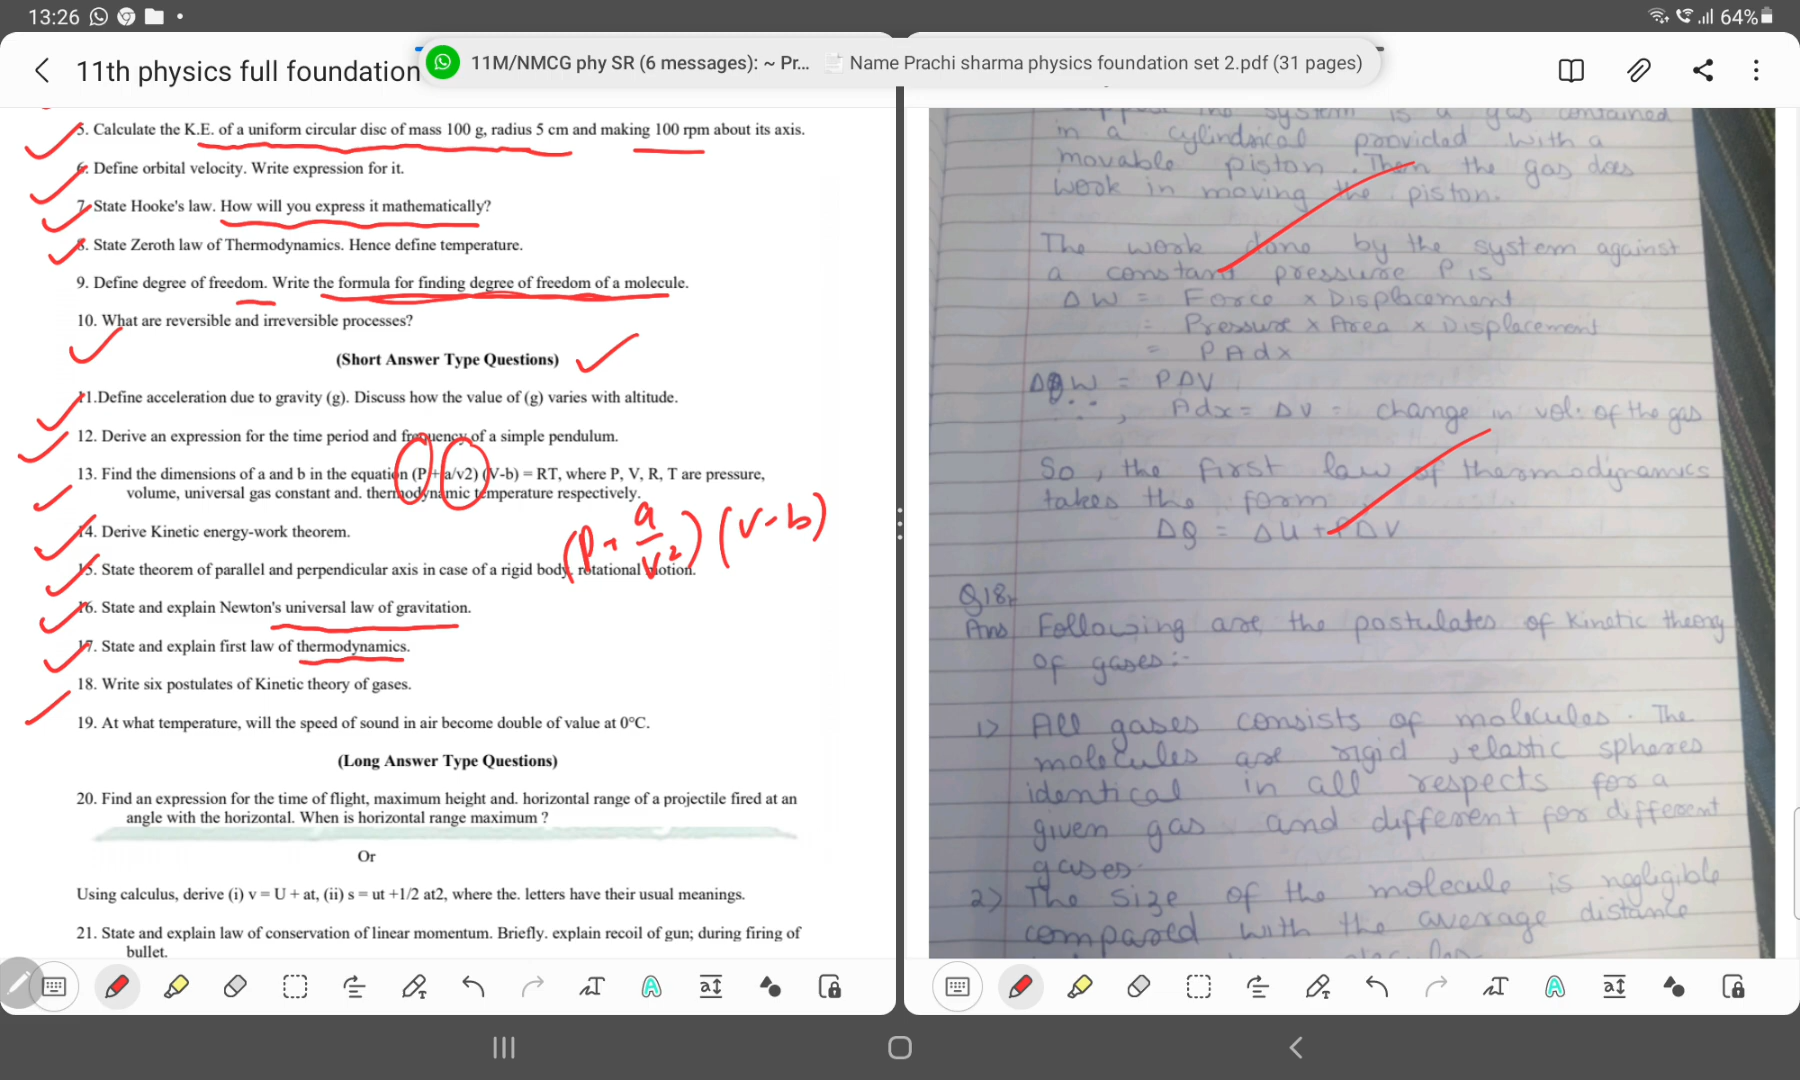 13:26
64%
11th physics full foundation
11M/NMCG phy SR (6 messages): ~ Pr... Name Prachi sharma physics foundation set 2.pdf (31 pages)
5. Calculate the K.E. of a uniform circular disc of mass 100 g, radius 5 cm and making 100 rpm about its axis.
6. Define orbital velocity. Write expression for it.
7. State Hooke's law. How will you express it mathematically?
8. State Zeroth law of Thermodynamics. Hence define temperature.
9. Define degree of freedom. Write the formula for finding degree of freedom of a molecule.
10. What are reversible and irreversible processes?
(Short Answer Type Questions)
11.Define acceleration due to gravity (g). Discuss how the value of (g) varies with altitude.
12. Derive an expression for the time period and frequency of a simple pendulum.
13. Find the dimensions of a and b in the equation (P + a/v2) (V-b) = RT, where P, V, R, T are pressure,
volume, universal gas constant and. thermodynamic temperature respectively.
(P + a/v²) (v-b)
14. Derive Kinetic energy-work theorem.
15. State theorem of parallel and perpendicular axis in case of a rigid body. rotational motion.
16. State and explain Newton's universal law of gravitation.
17. State and explain first law of thermodynamics.
18. Write six postulates of Kinetic theory of gases.
19. At what temperature, will the speed of sound in air become double of value at 0°C.
(Long Answer Type Questions)
20. Find an expression for the time of flight, maximum height and. horizontal range of a projectile fired at an
angle with the horizontal. When is horizontal range maximum ?
Or
Using calculus, derive (i) v = U + at, (ii) s = ut +1/2 at2, where the. letters have their usual meanings.
21. State and explain law of conservation of linear momentum. Briefly. explain recoil of gun; during firing of
bullet.
the system is a gas contained
in a cylindrical provided with a
movable piston. Then the gas does
work in moving the piston.
The work done by the system against
a constant pressure P is
ΔW = Force × Displacement
= Pressure × Area × Displacement
= PAdx
ΔW = PΔV
Adx = ΔV = change in vol. of the gas
So, the first law of thermodynamics
takes the form
ΔQ = ΔU + PΔV
Q18.
Ans Following are the postulates of Kinetic theory
of gases:-
1) All gases consists of molecules. The
molecules are rigid, elastic spheres
identical in all respects for a
given gas and different for different
gases.
2) The size of the molecule is negligible
compared with the average distance